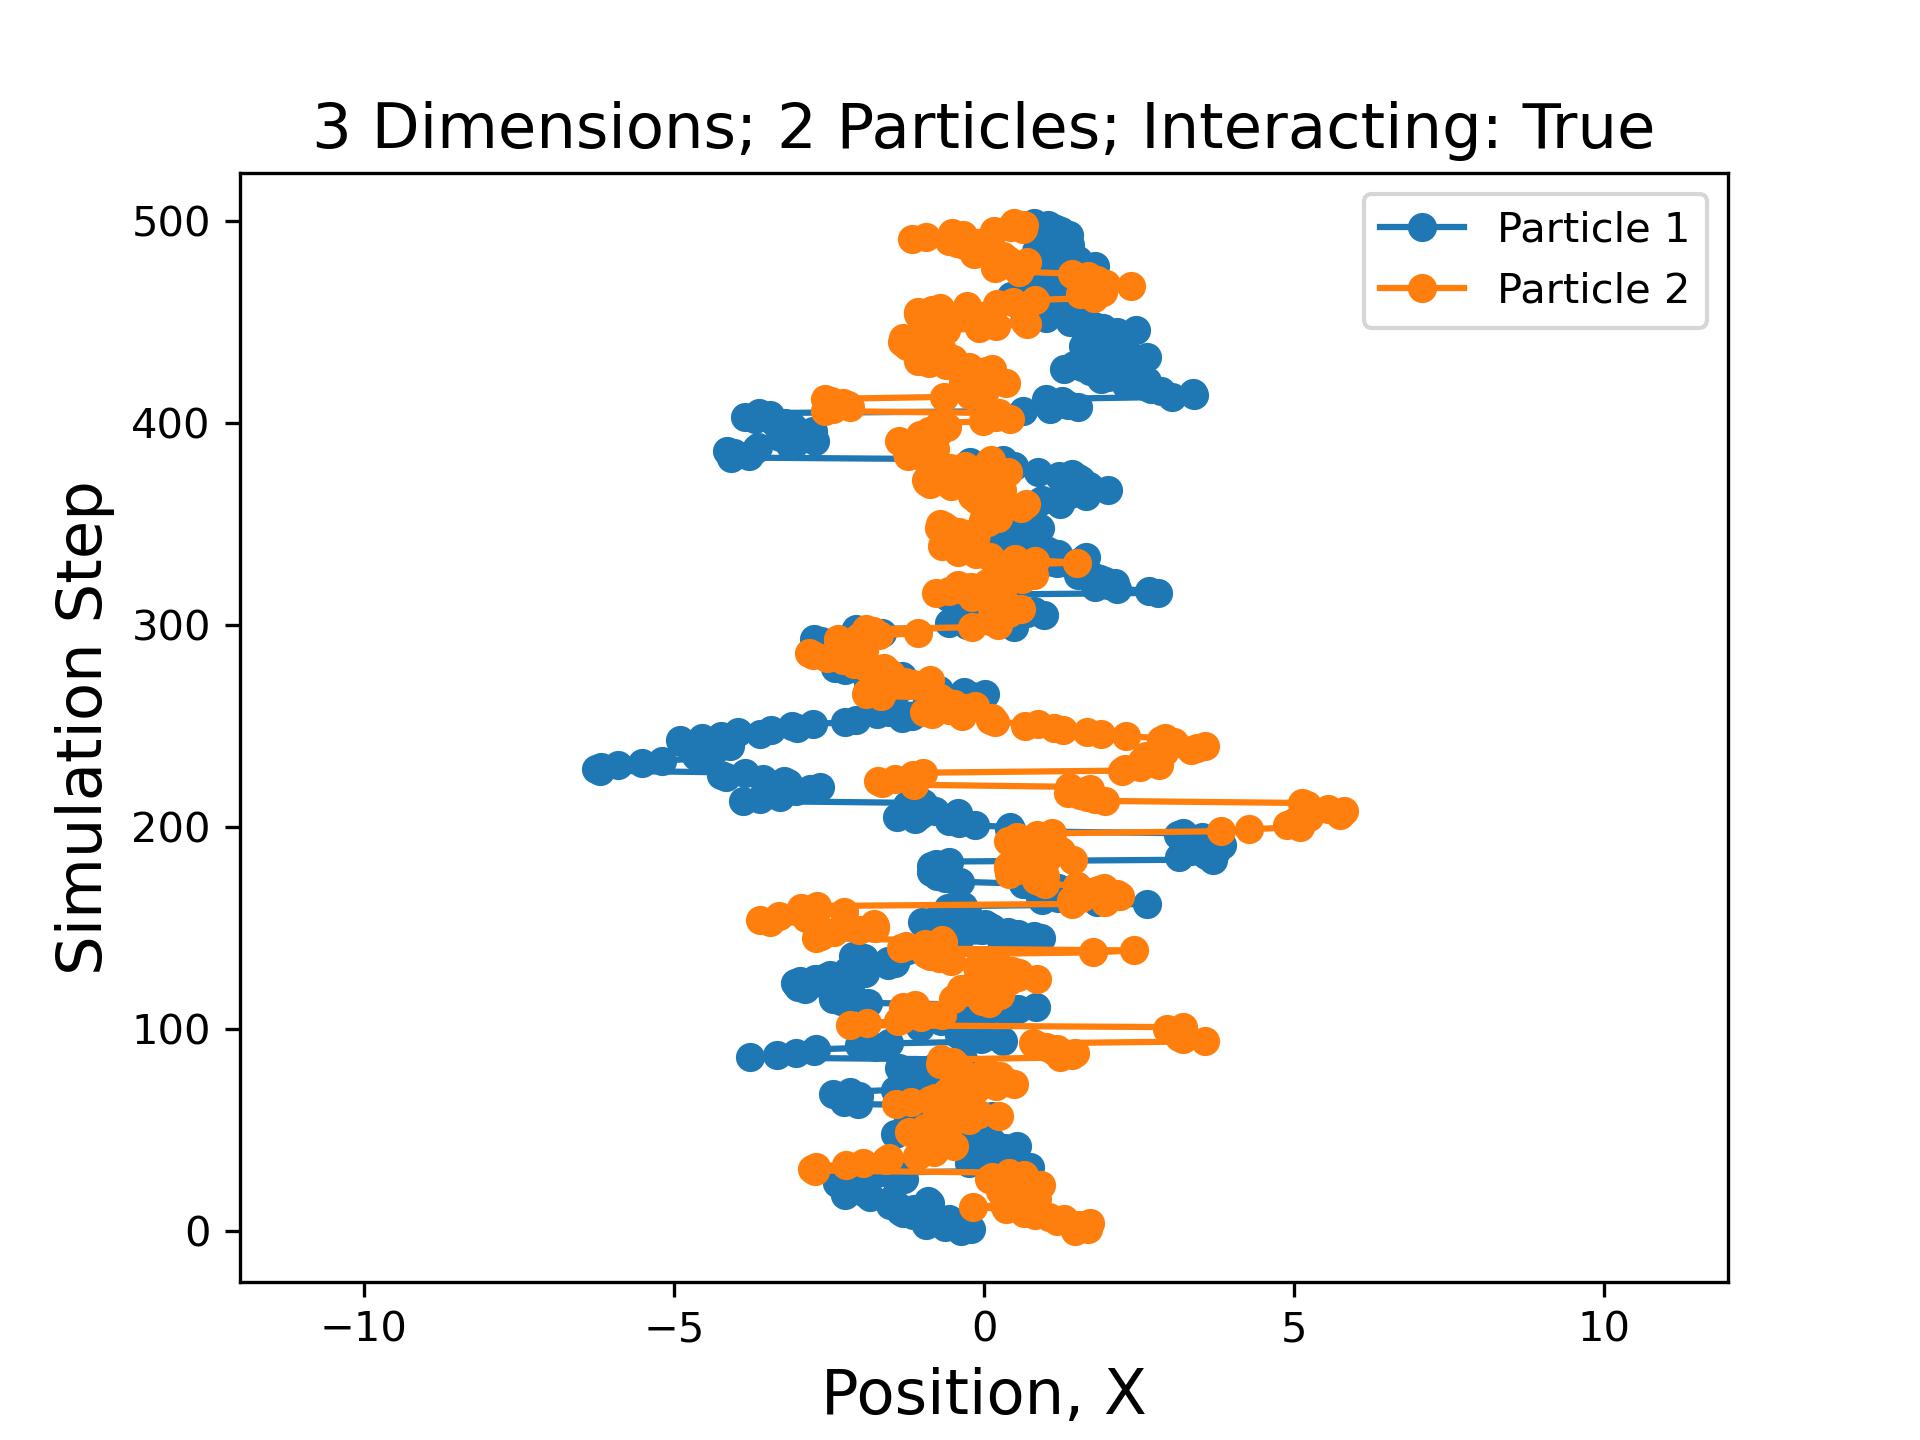 3 Dimensions; 2 Particles; Interacting: True
Particle 1
Particle 2
500
400
300
200
100
0
Simulation Step
−10
−5
0
5
10
Position, X